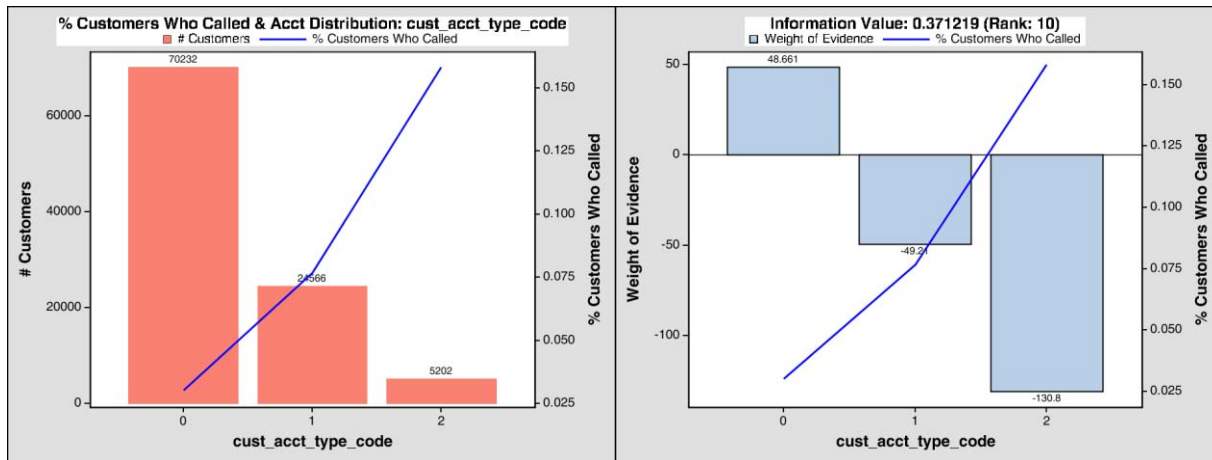 % Customers Who Called & Acct Distribution: cust_acct_type_code
# Customers % Customers Who Called
70232
24566
5202
60000
40000
20000
0
# Customers
0.150
0.125
0.100
0.075
0.050
0.025
% Customers Who Called
0 1 2
cust_acct_type_code
Information Value: 0.371219 (Rank: 10)
Weight of Evidence % Customers Who Called
48.661
-49.21
-130.8
50
0
-50
-100
Weight of Evidence
0.150
0.125
0.100
0.075
0.050
0.025
% Customers Who Called
0 1 2
cust_acct_type_code